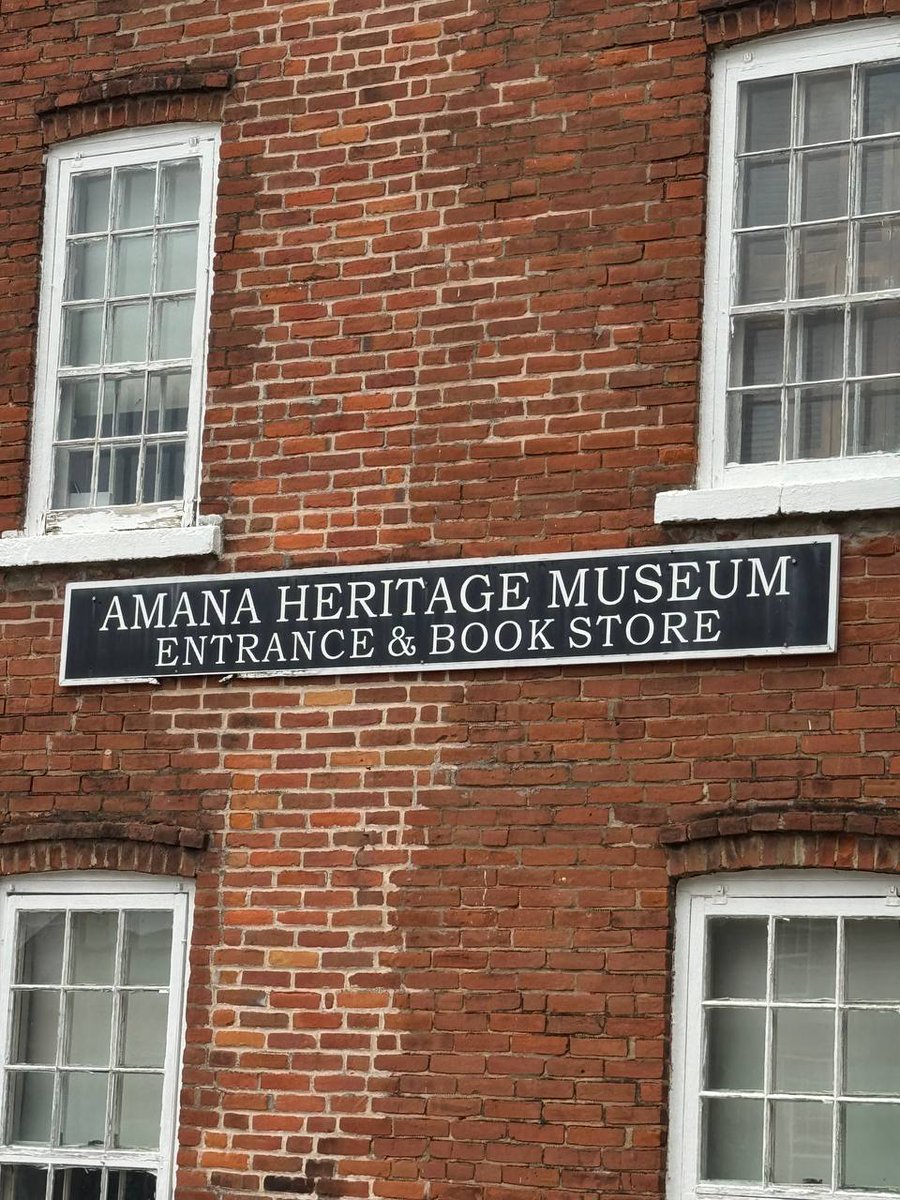 AMANA HERITAGE MUSEUM
ENTRANCE & BOOK STORE